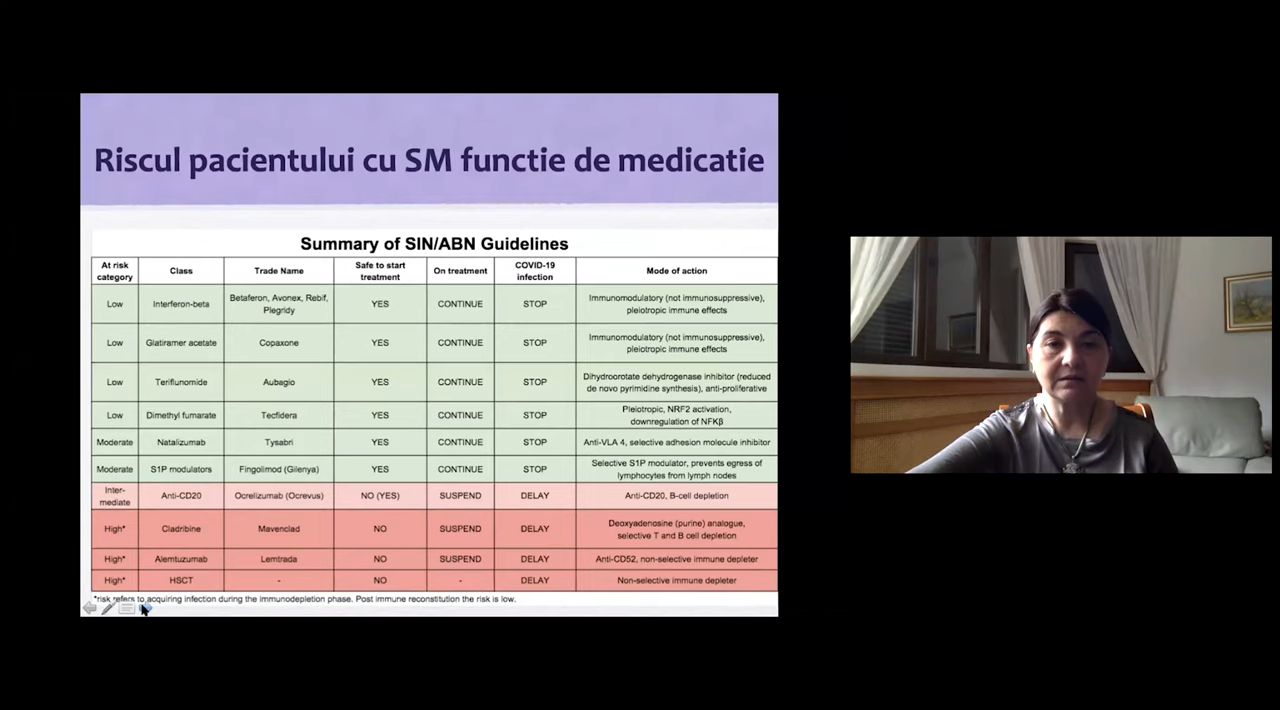 Riscul pacientului cu SM functie de medicatie
Summary of SIN/ABN Guidelines
At risk category Class Trade Name Safe to start treatment On treatment COVID-19 infection Mode of action
Low Interferon-beta Betaferon, Avonex, Rebif, Plegridy YES CONTINUE STOP Immunomodulatory (not immunosuppressive), pleiotropic immune effects
Low Glatiramer acetate Copaxone YES CONTINUE STOP Immunomodulatory (not immunosuppressive), pleiotropic immune effects
Low Teriflunomide Aubagio YES CONTINUE STOP Dihydroorotate dehydrogenase inhibitor (reduced de novo pyrimidine synthesis), anti-proliferative
Low Dimethyl fumarate Tecfidera YES CONTINUE STOP Pleiotropic, NRF2 activation, downregulation of NFKβ
Moderate Natalizumab Tysabri YES CONTINUE STOP Anti-VLA 4, selective adhesion molecule inhibitor
Moderate S1P modulators Fingolimod (Gilenya) YES CONTINUE STOP Selective S1P modulator, prevents egress of lymphocytes from lymph nodes
Inter-mediate Anti-CD20 Ocrelizumab (Ocrevus) NO (YES) SUSPEND DELAY Anti-CD20, B-cell depletion
High* Cladribine Mavenclad NO SUSPEND DELAY Deoxyadenosine (purine) analogue, selective T and B cell depletion
High* Alemtuzumab Lemtrada NO SUSPEND DELAY Anti-CD52, non-selective immune depleter
High* HSCT - NO - DELAY Non-selective immune depleter
*risk refers to acquiring infection during the immunodepletion phase. Post immune reconstitution the risk is low.